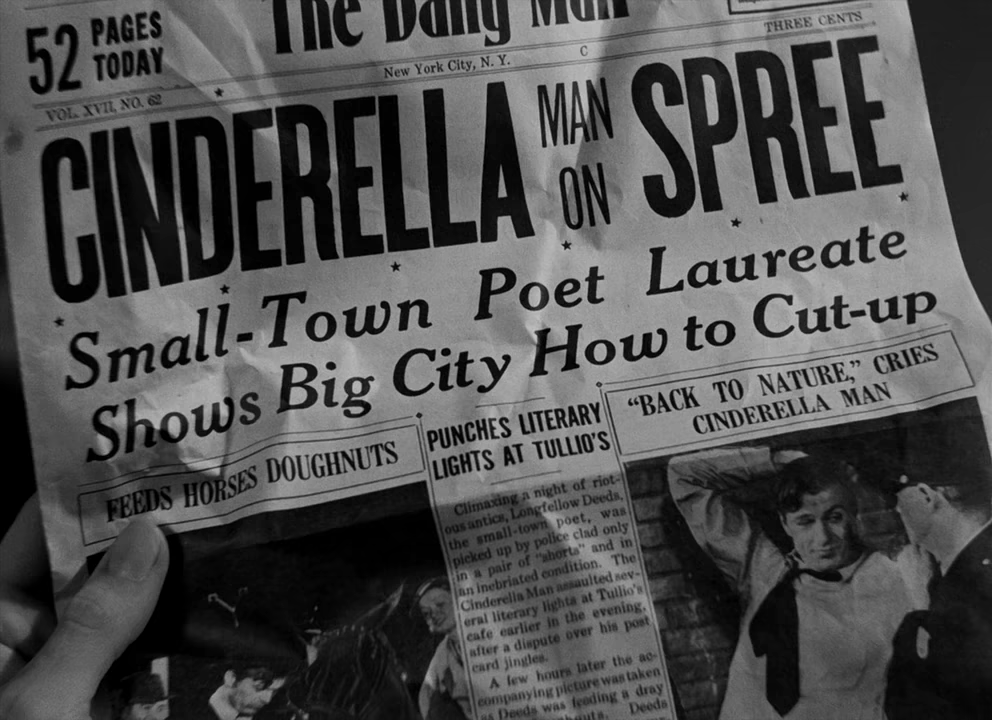 52 PAGES
TODAY
The Daily Mail
THREE CENTS
New York City, N. Y.
C
VOL. XVII, NO. 62
CINDERELLA MAN ON SPREE
Small-Town Poet Laureate
Shows Big City How to Cut-up
FEEDS HORSES DOUGHNUTS
PUNCHES LITERARY
LIGHTS AT TULLIO'S
"BACK TO NATURE," CRIES
CINDERELLA MAN
Climaxing a night of riot-
ous antics, Longfellow Deeds,
the small-town poet, was
picked up by police clad only
in a pair of "shorts" and in
an inebriated condition. The
Cinderella Man assaulted sev-
eral literary lights at Tullio's
cafe earlier in the evening,
after a dispute over his post
card jingles.
A few hours later the ac-
companying picture was taken
as Deeds was feeding a dray
Deeds